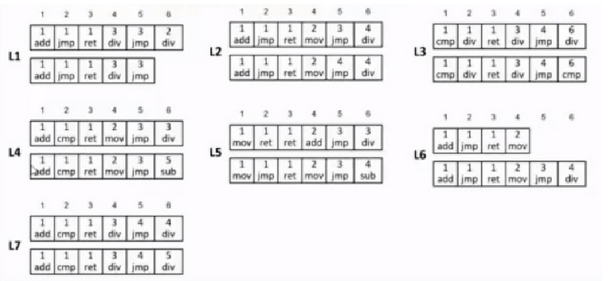 1 2 3 4 5 6
1 1 1 3 3 2
add jmp ret div jmp div
L1
1 1 1 3 3
add jmp ret div jmp
1 2 3 4 5 6
1 1 1 2 3 4
add jmp ret mov jmp div
L2
1 1 1 2 4 4
add jmp ret mov jmp div
1 2 3 4 5 6
1 1 1 3 4 6
cmp div ret div jmp div
L3
1 1 1 3 4 6
cmp div ret div jmp cmp
1 2 3 4 5 6
1 1 1 2 3 3
add cmp ret mov jmp div
L4
1 1 1 2 3 5
add cmp ret mov jmp sub
1 2 3 4 5 6
1 1 1 2 3 3
mov ret ret add jmp div
L5
1 1 1 2 3 4
mov jmp ret mov jmp sub
1 2 3 4 5 6
1 1 1 2
add jmp ret mov
L6
1 1 1 2 3 4
add jmp ret mov jmp div
1 2 3 4 5 6
1 1 1 3 4 4
add cmp ret div jmp div
L7
1 1 1 3 4 5
add cmp ret div jmp div